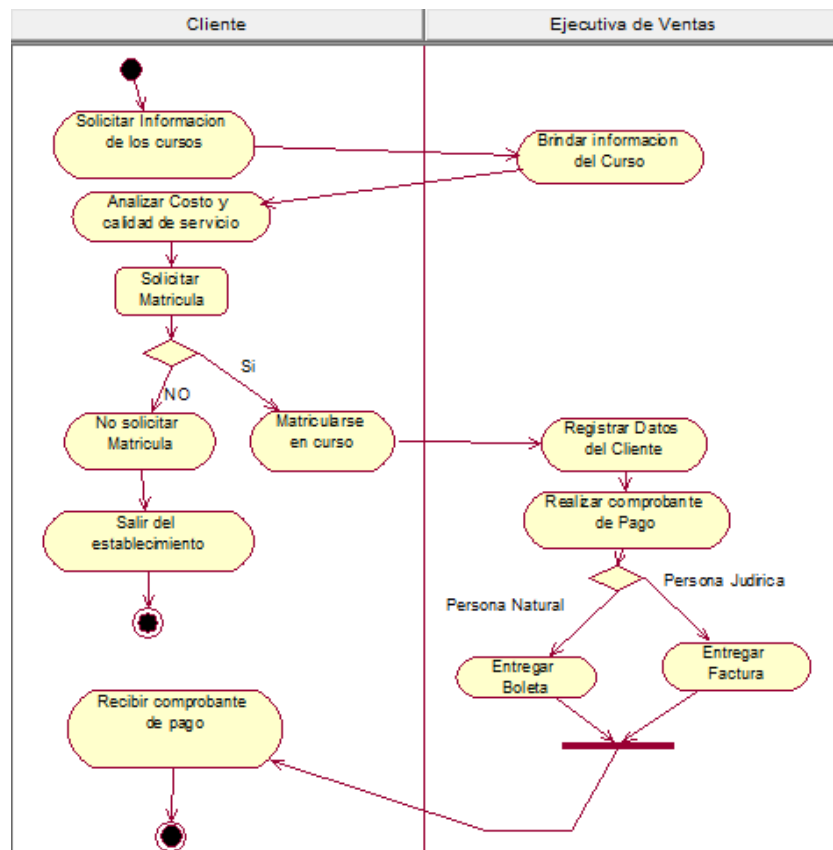 Cliente
Ejecutiva de Ventas
Solicitar Informacion
de los cursos
Brindar informacion
del Curso
Analizar Costo y
calidad de servicio
Solicitar
Matricula
Si
NO
No solicitar
Matricula
Matricularse
en curso
Registrar Datos
del Cliente
Realizar comprobante
de Pago
Salir del
establecimiento
Persona Natural
Persona Judirica
Entregar
Boleta
Entregar
Factura
Recibir comprobante
de pago